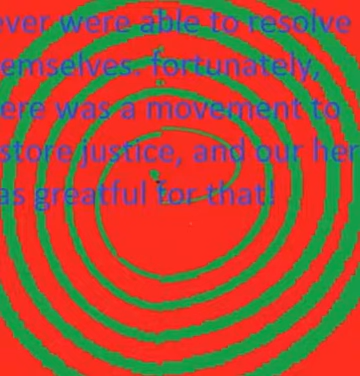 ever were able to resolve
emselves. fortunately,
ere was a movement to
store justice, and our her
as greatful for that!